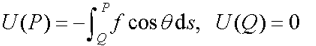 U(P) = −∫_Q^P f cos θ ds,  U(Q) = 0